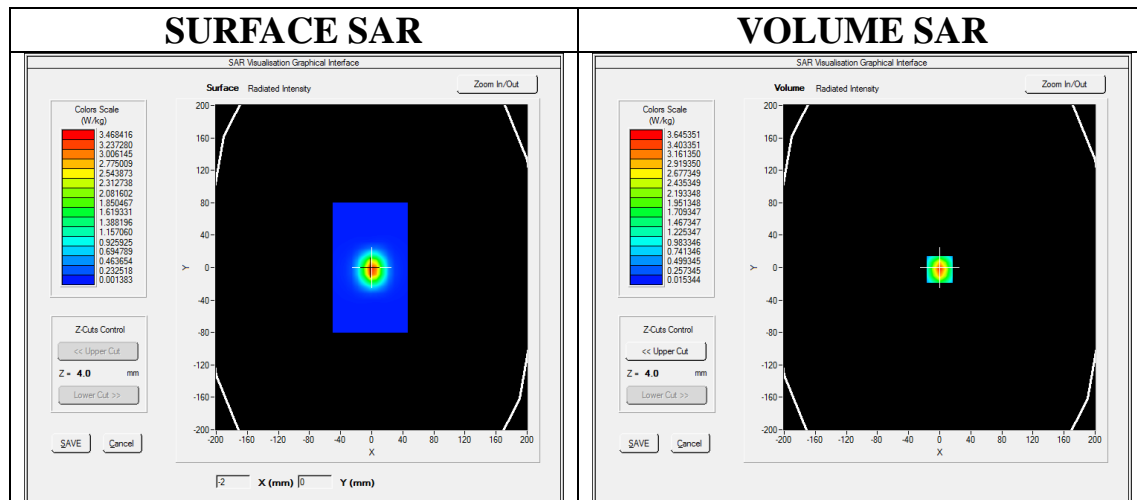 SURFACE SAR
SAR Visualisation Graphical Interface
Surface Radiated Intensity
Zoom In/Out
Colors Scale
(W/kg)
3.468416
3.237280
3.006145
2.775009
2.543873
2.312738
2.081602
1.850467
1.619331
1.388196
1.157060
0.925925
0.694789
0.463654
0.232518
0.001383
Z-Cuts Control
<< Upper Cut
Z = 4.0 mm
Lower Cut >>
SAVE Cancel
200
160
120
80
40
0
-40
-80
-120
-160
-200
Y
-200 -160 -120 -80 -40 0 40 80 120 160 200
X
-2 X (mm) 0 Y (mm)
VOLUME SAR
SAR Visualisation Graphical Interface
Volume Radiated Intensity
Zoom In/Out
Colors Scale
(W/kg)
3.645351
3.403351
3.161350
2.919350
2.677349
2.435349
2.193348
1.951348
1.709347
1.467347
1.225347
0.983346
0.741346
0.499345
0.257345
0.015344
Z-Cuts Control
<< Upper Cut
Z = 4.0 mm
Lower Cut >>
SAVE Cancel
200
160
120
80
40
0
-40
-80
-120
-160
-200
Y
-200 -160 -120 -80 -40 0 40 80 120 160 200
X